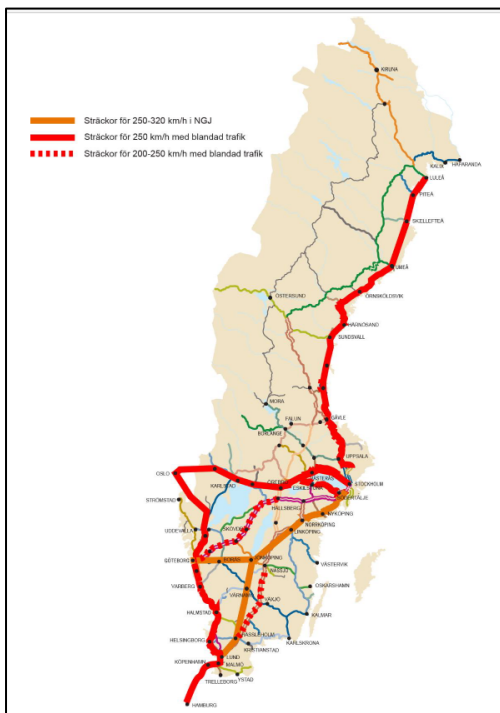 KIRUNA
Sträckor för 250-320 km/h i NGJ
Sträckor för 250 km/h med blandad trafik
Sträckor för 200-250 km/h med blandad trafik
KALIX
HAPARANDA
LULEÅ
PITEÅ
SKELLEFTEÅ
UMEÅ
ÖSTERSUND
ÖRNSKÖLDSVIK
HÄRNÖSAND
SUNDSVALL
MORA
FALUN
GÄVLE
BORLÄNGE
UPPSALA
OSLO
VÄSTERÅS
KARLSTAD
ESKILSTUNA
STOCKHOLM
STRÖMSTAD
SÖDERTÄLJE
HALLSBERG
NYKÖPING
NORRKÖPING
UDDEVALLA
SKÖVDE
LINKÖPING
GÖTEBORG
BORÅS
JÖNKÖPING
NÄSSJÖ
VÄSTERVIK
VARBERG
OSKARSHAMN
VÄRNAMO
VÄXJÖ
HALMSTAD
KALMAR
HELSINGBORG
HÄSSLEHOLM
KARLSKRONA
KRISTIANSTAD
LUND
KÖPENHAMN
MALMÖ
TRELLEBORG
YSTAD
HAMBURG